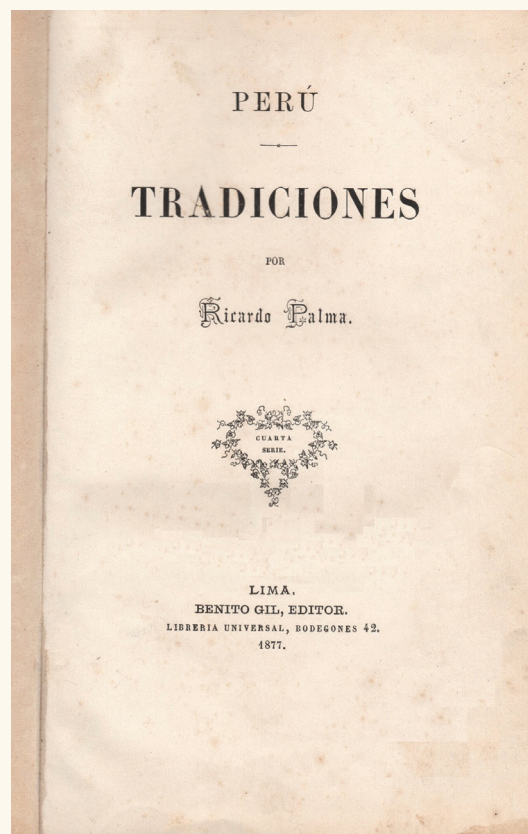 PERÚ
TRADICIONES
POR
Ricardo Palma.
CUARTA
SERIE.
LIMA.
BENITO GIL, EDITOR.
LIBRERIA UNIVERSAL, BODEGONES 42.
1877.